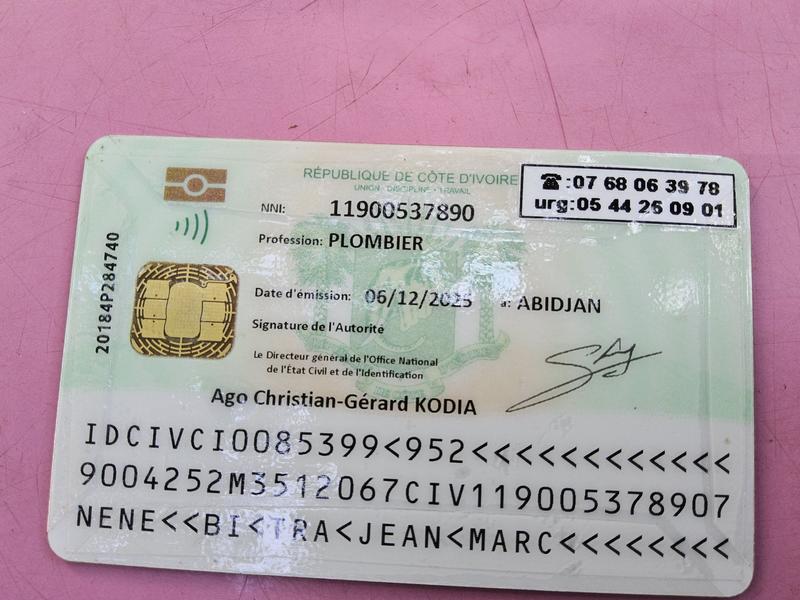 RÉPUBLIQUE DE CÔTE D'IVOIRE
UNION - DISCIPLINE - TRAVAIL
☎:07 68 06 39 78
urg:05 44 26 09 01
NNI: 11900537890
Profession: PLOMBIER
20184P284740
Date d'émission: 06/12/2025 à: ABIDJAN
Signature de l'Autorité
Le Directeur général de l'Office National
de l'État Civil et de l'Identification
Ago Christian-Gérard KODIA
IDCIVCI0085399<952<<<<<<<<<<<<
9004252M3512067CIV119005378907
NENE<<BI<TRA<JEAN<MARC<<<<<<<<